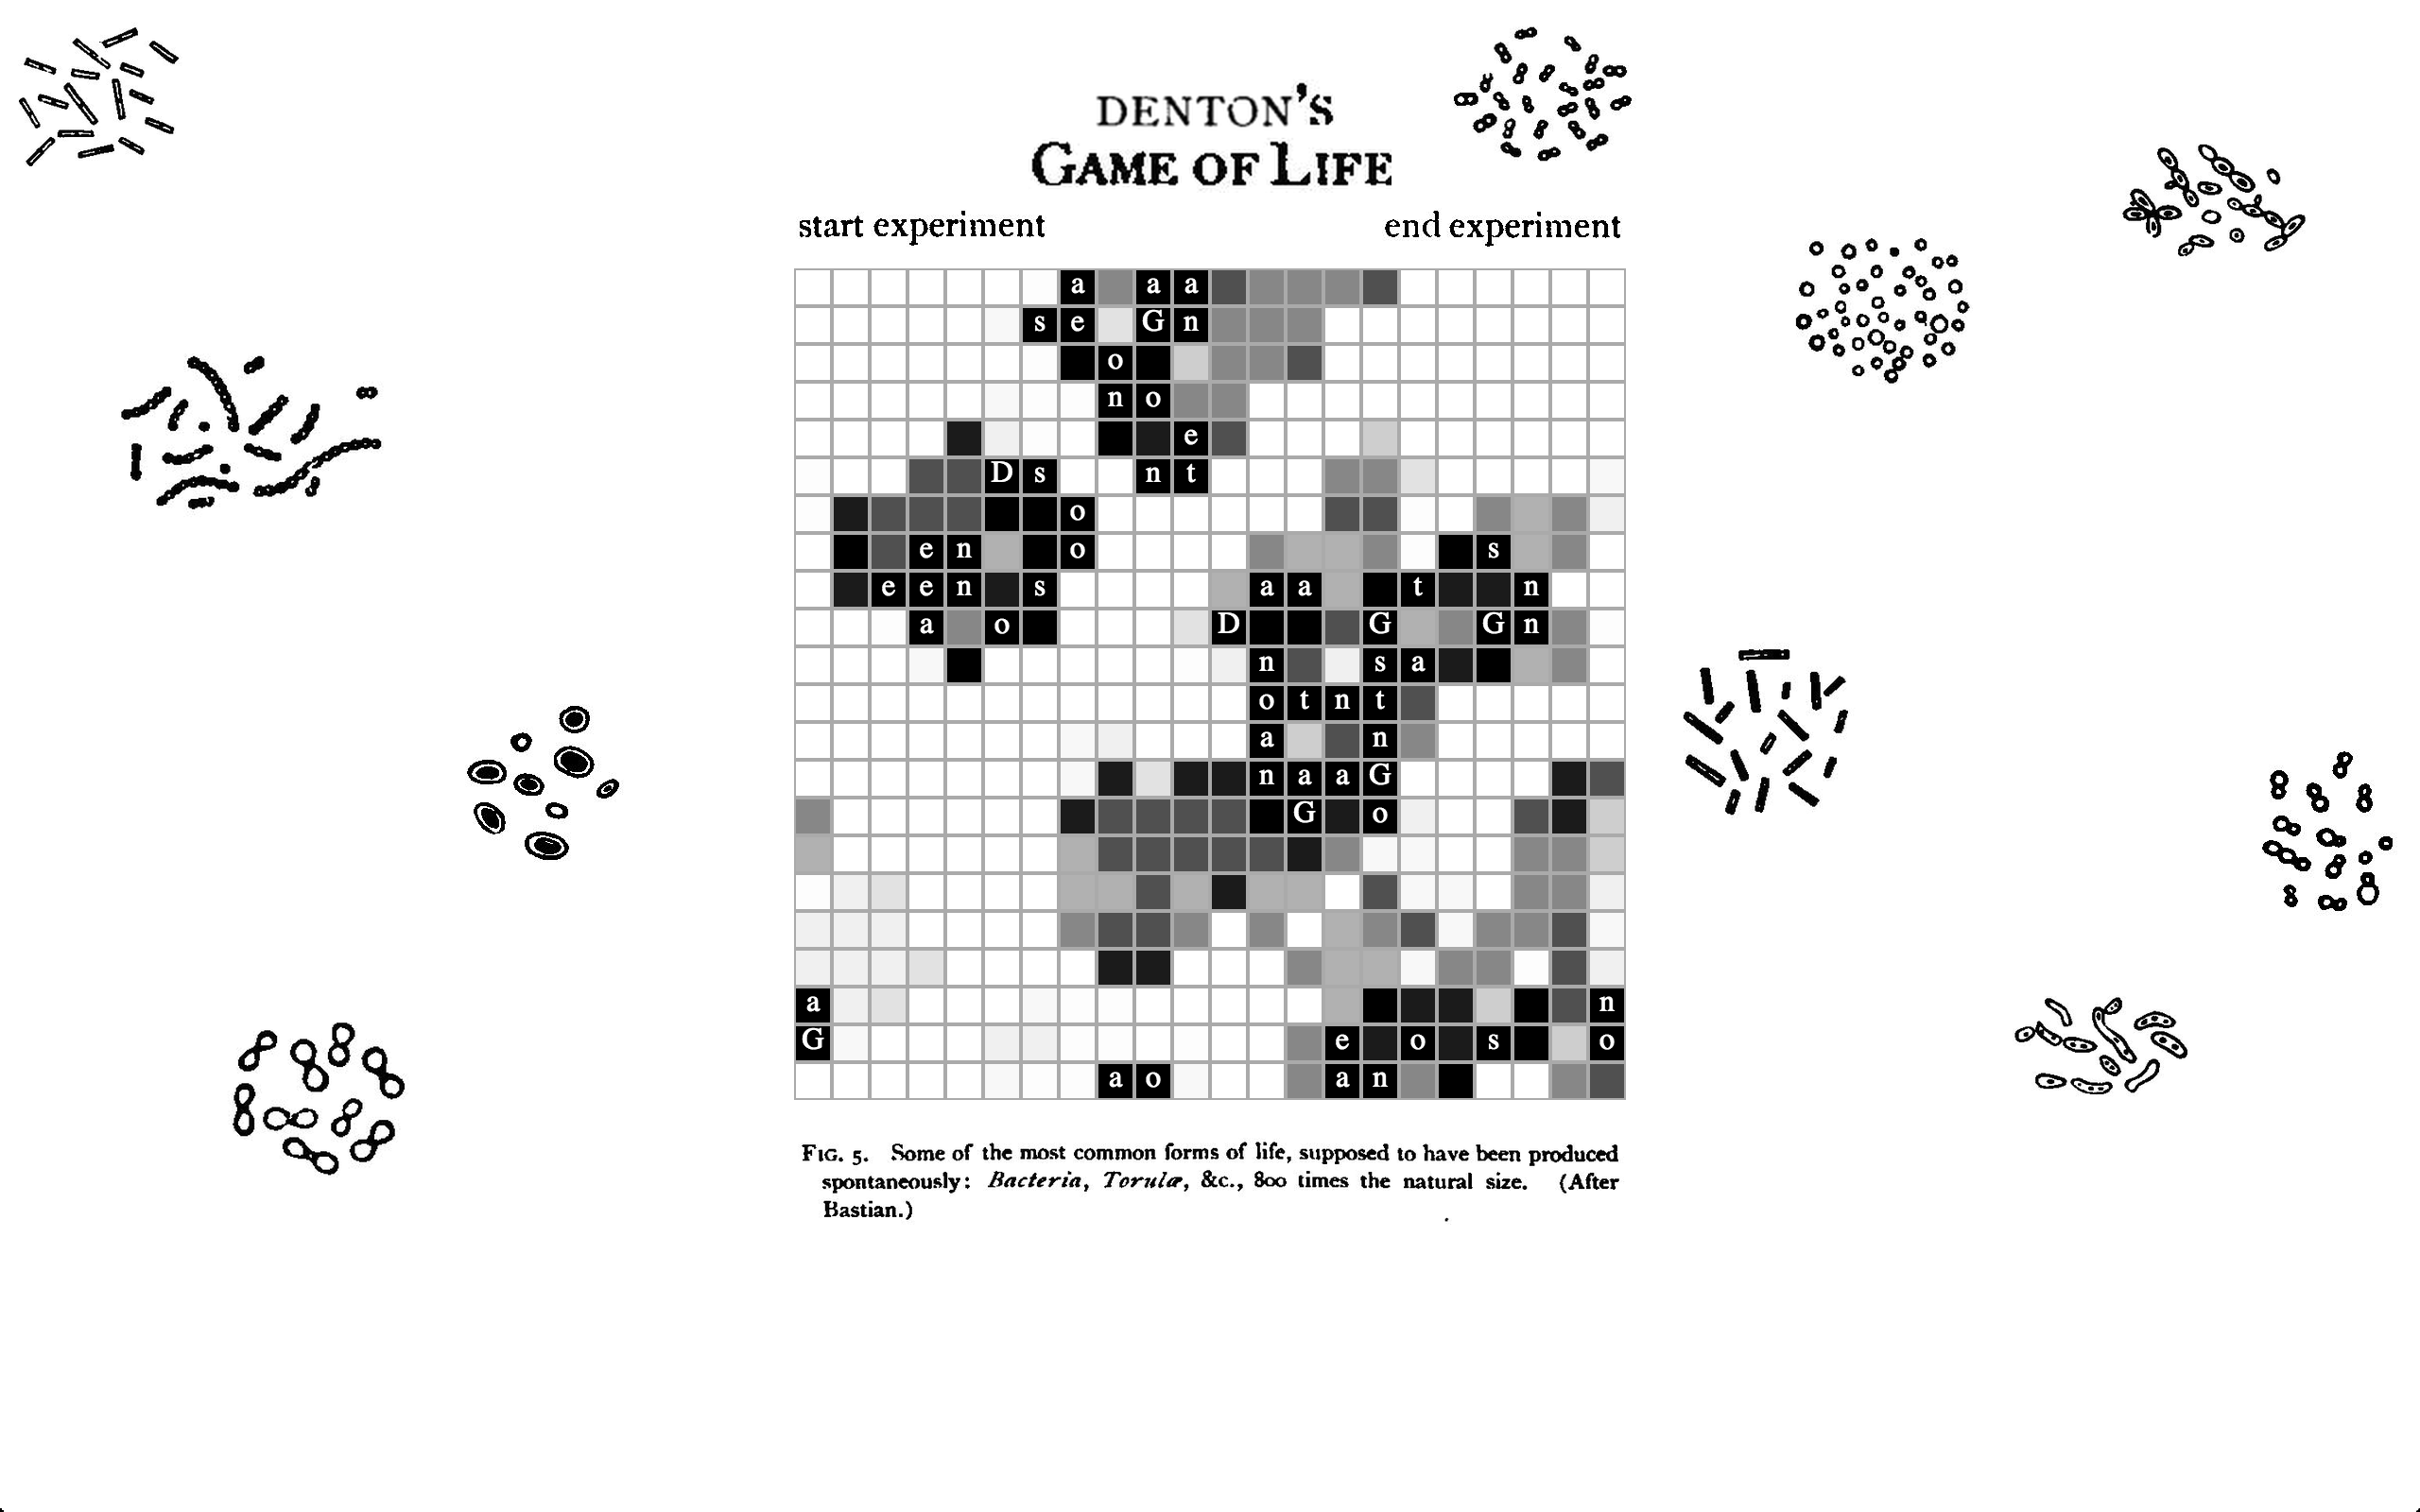 DENTON'S
GAME OF LIFE
start experiment end experiment
a a a
s e G n
o
n o
e
D s n t
o
e n o s
e e n s a a t n
a o D G G n
n s a
o t n t
a n
n a a G
G o
a n
G e o s o
a o a n
FIG. 5. Some of the most common forms of life, supposed to have been produced
spontaneously: Bacteria, Torulæ, &c., 800 times the natural size. (After
Bastian.)